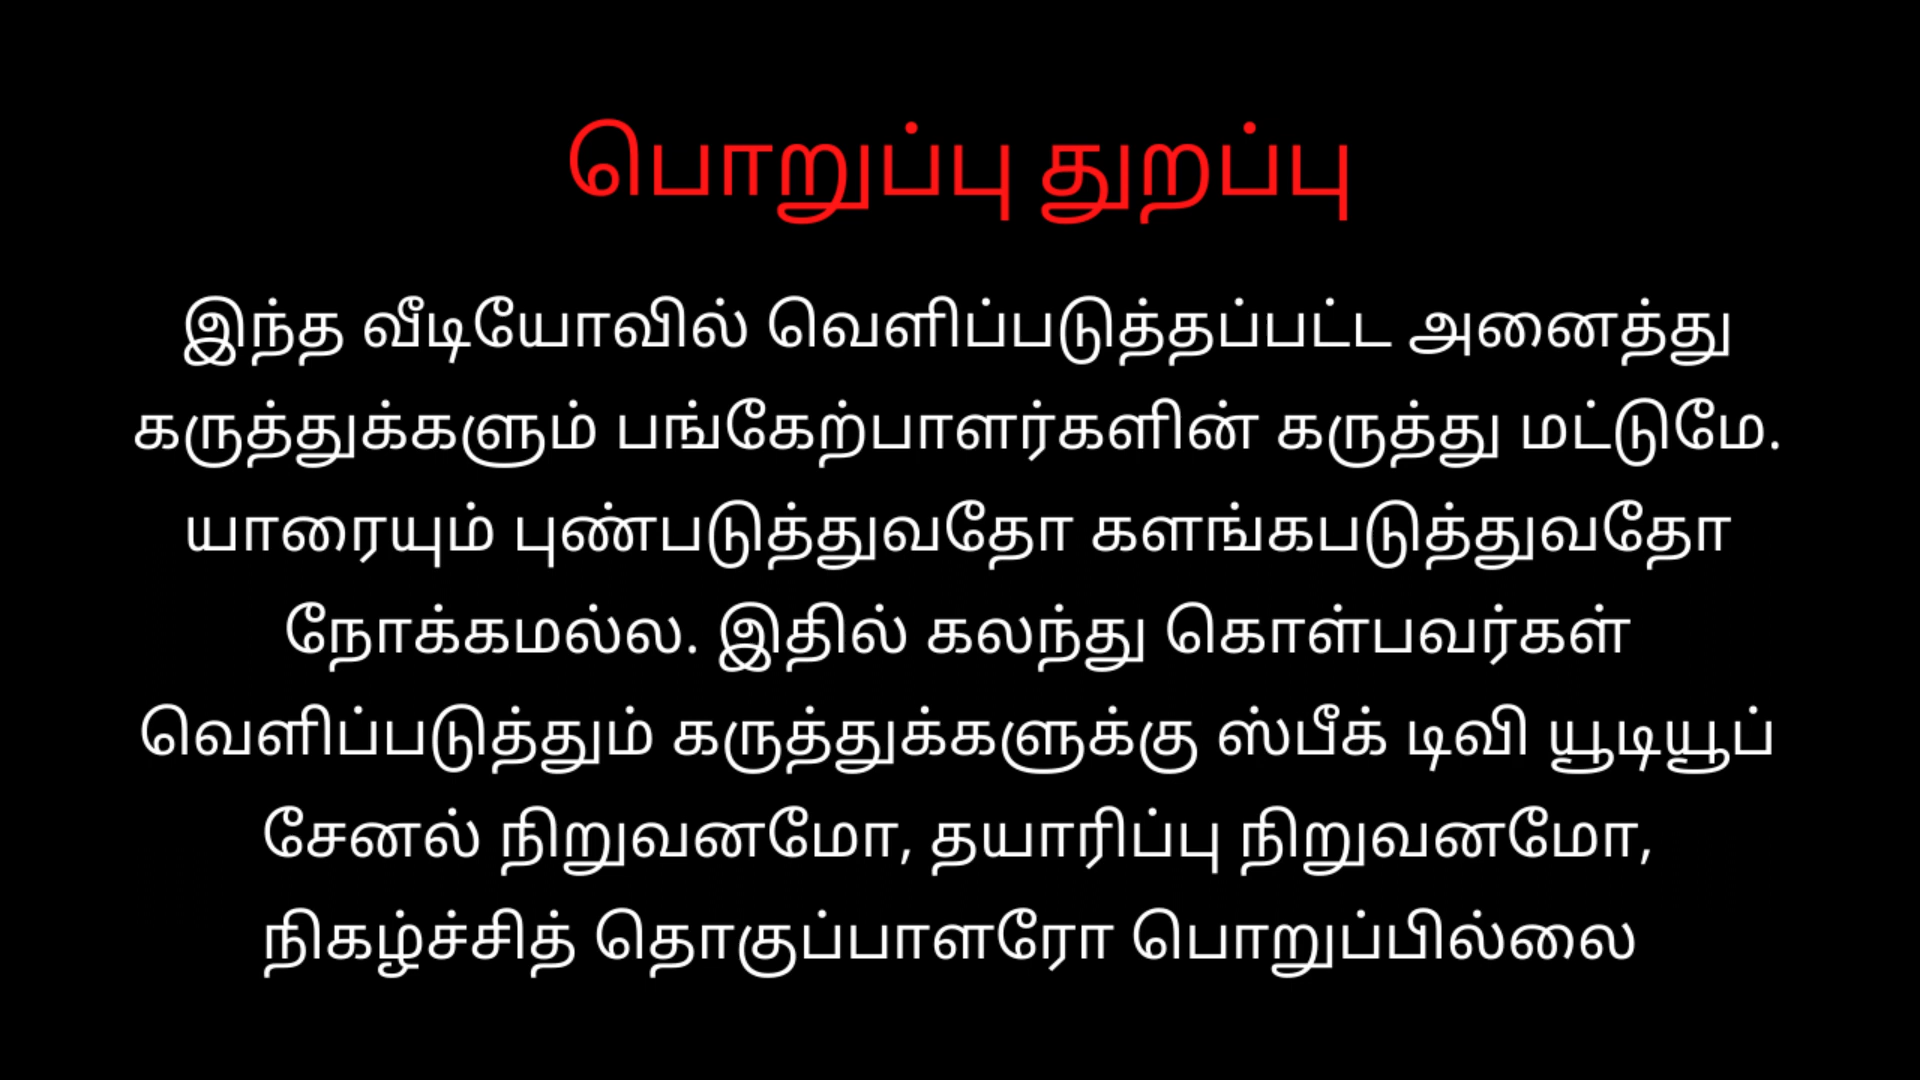 பொறுப்பு துறப்பு
இந்த வீடியோவில் வெளிப்படுத்தப்பட்ட அனைத்து
கருத்துக்களும் பங்கேற்பாளர்களின் கருத்து மட்டுமே.
யாரையும் புண்படுத்துவதோ களங்கபடுத்துவதோ
நோக்கமல்ல. இதில் கலந்து கொள்பவர்கள்
வெளிப்படுத்தும் கருத்துக்களுக்கு ஸ்பீக் டிவி யூடியூப்
சேனல் நிறுவனமோ, தயாரிப்பு நிறுவனமோ,
நிகழ்ச்சித் தொகுப்பாளரோ பொறுப்பில்லை